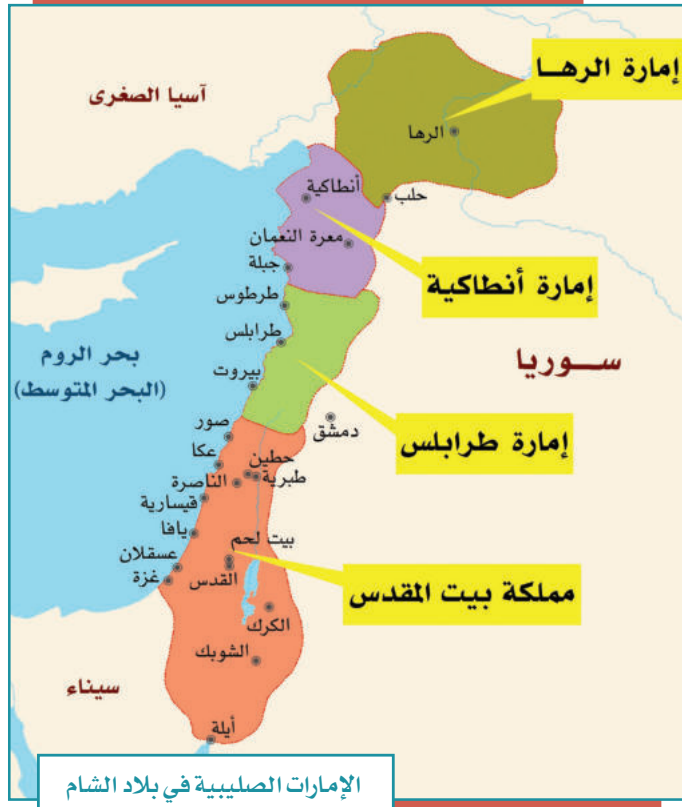 إمارة الرهـا
آسيا الصغرى
الرها
أنطاكية
حلب
معرة النعمان
جبلة
إمارة أنطاكية
طرطوس
طرابلس
بحر الروم
(البحر المتوسط)
سـوريا
بيروت
دمشق
إمارة طرابلس
صور
عكا
حطين
الناصرة
طبرية
قيسارية
يافا
بيت لحم
عسقلان
غزة
القدس
مملكة بيت المقدس
الكرك
الشوبك
سيناء
أيلة
الإمارات الصليبية في بلاد الشام